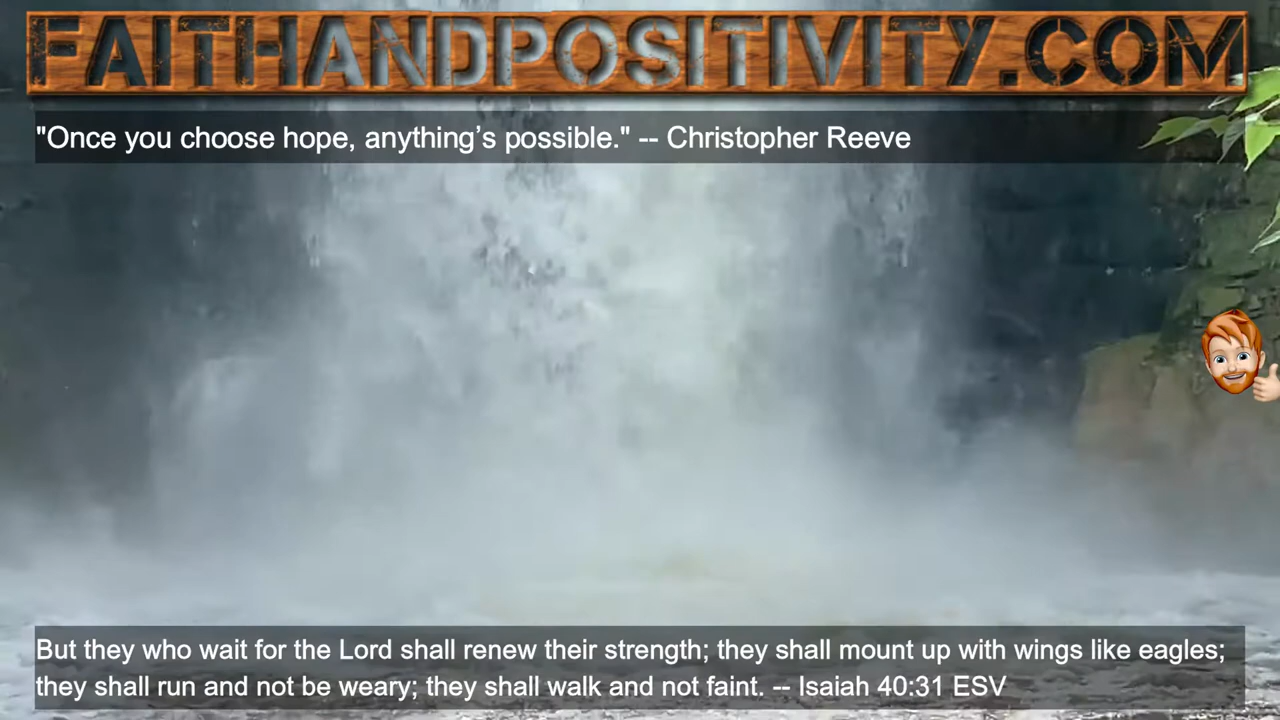 FAITHANDPOSITIVITY.COM
"Once you choose hope, anything’s possible." -- Christopher Reeve
But they who wait for the Lord shall renew their strength; they shall mount up with wings like eagles;
they shall run and not be weary; they shall walk and not faint. -- Isaiah 40:31 ESV